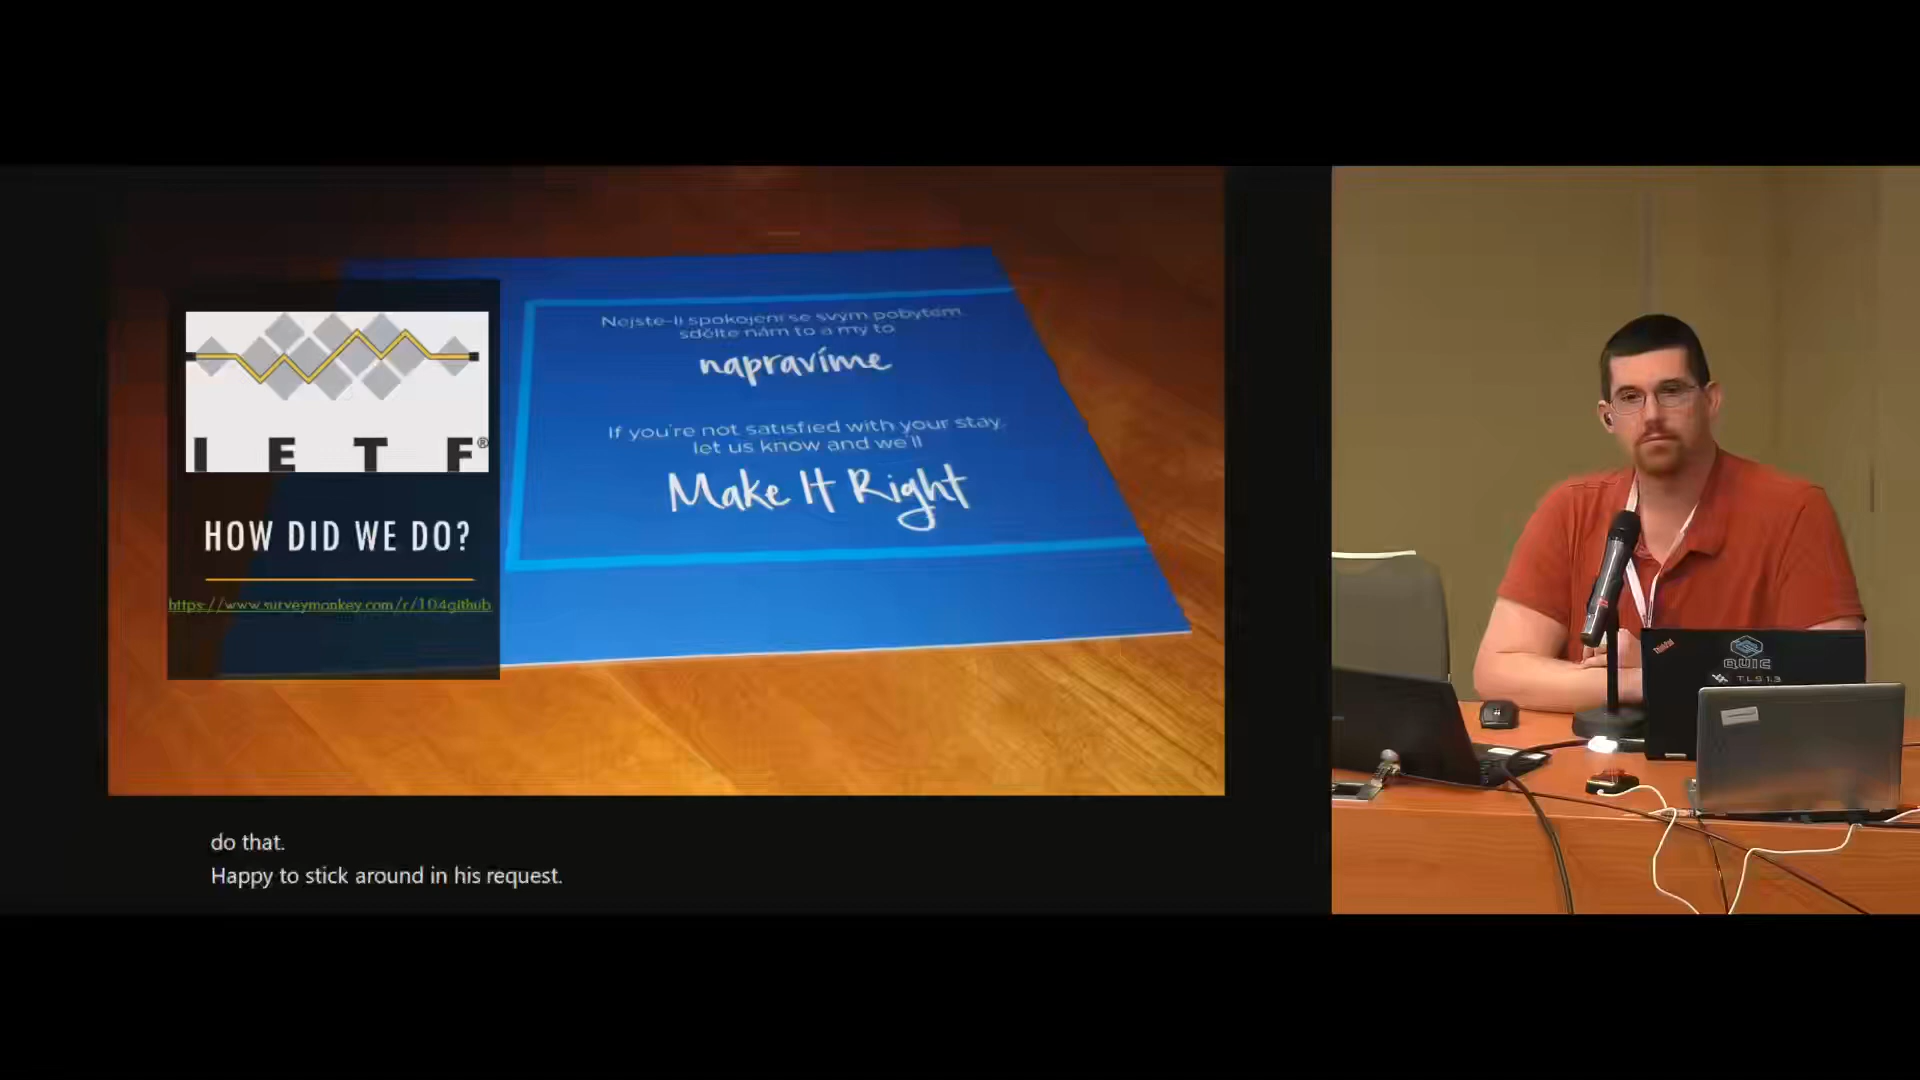 I E T F®
HOW DID WE DO?
https://www.surveymonkey.com/r/104github
Nejste-li spokojeni se svým pobytem,
sdělte nám to a my to
napravíme
If you're not satisfied with your stay,
let us know and we'll
Make It Right
do that.
Happy to stick around in his request.
ThinkPad
QUIC
TLS 1.3